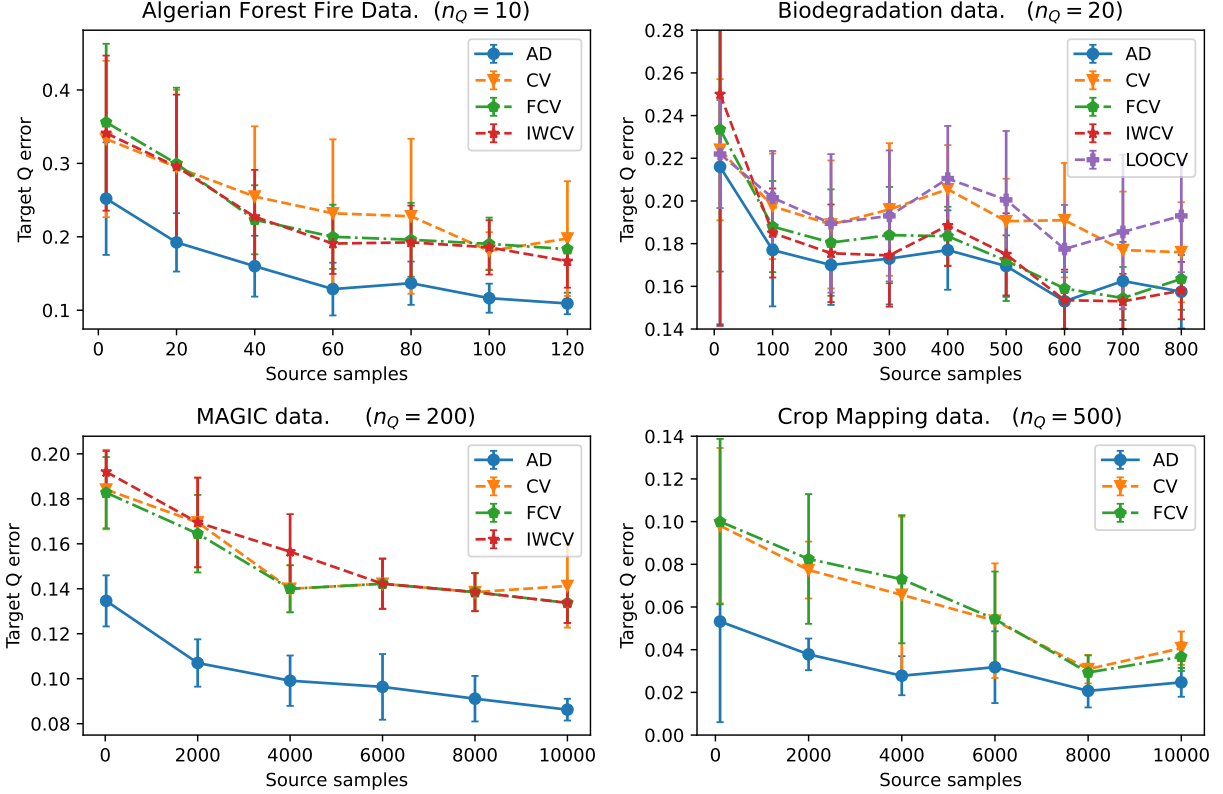 Algerian Forest Fire Data. (n_Q = 10)
Target Q error
0.4
0.3
0.2
0.1
AD
CV
FCV
IWCV
0 20 40 60 80 100 120
Source samples
Biodegradation data. (n_Q = 20)
Target Q error
0.28
0.26
0.24
0.22
0.20
0.18
0.16
0.14
AD
CV
FCV
IWCV
LOOCV
0 100 200 300 400 500 600 700 800
Source samples
MAGIC data. (n_Q = 200)
Target Q error
0.20
0.18
0.16
0.14
0.12
0.10
0.08
AD
CV
FCV
IWCV
0 2000 4000 6000 8000 10000
Source samples
Crop Mapping data. (n_Q = 500)
Target Q error
0.14
0.12
0.10
0.08
0.06
0.04
0.02
0.00
AD
CV
FCV
0 2000 4000 6000 8000 10000
Source samples